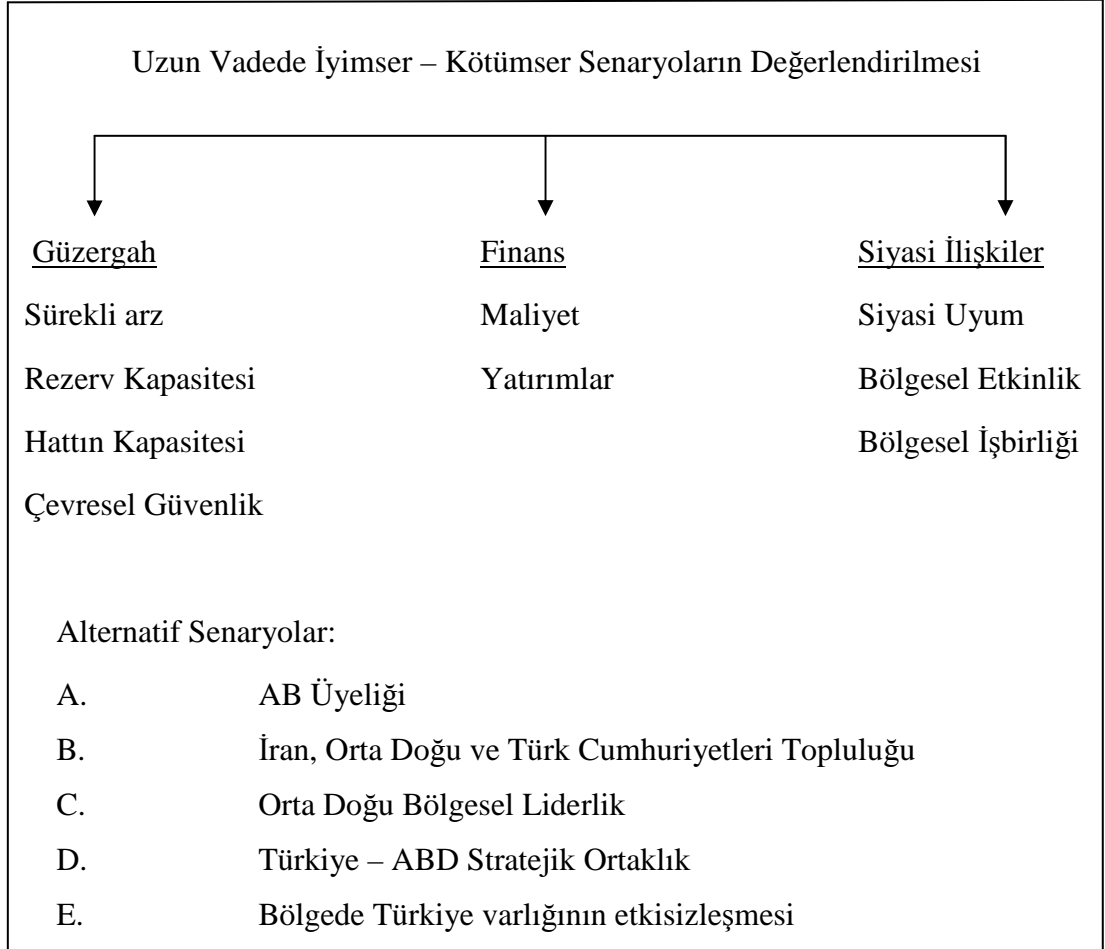 Uzun Vadede İyimser – Kötümser Senaryoların Değerlendirilmesi
Güzergah Finans Siyasi İlişkiler
Sürekli arz Maliyet Siyasi Uyum
Rezerv Kapasitesi Yatırımlar Bölgesel Etkinlik
Hattın Kapasitesi Bölgesel İşbirliği
Çevresel Güvenlik
Alternatif Senaryolar:
A. AB Üyeliği
B. İran, Orta Doğu ve Türk Cumhuriyetleri Topluluğu
C. Orta Doğu Bölgesel Liderlik
D. Türkiye – ABD Stratejik Ortaklık
E. Bölgede Türkiye varlığının etkisizleşmesi